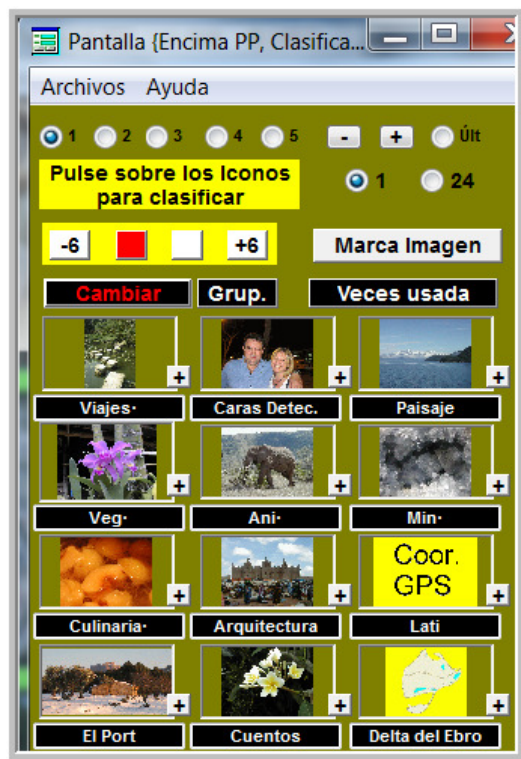 Pantalla {Encima PP, Clasifica...
Archivos Ayuda
1 2 3 4 5 - + Últ
Pulse sobre los Iconos
para clasificar
1 24
-6 +6 Marca Imagen
Cambiar Grup. Veces usada
+ + +
Viajes· Caras Detec. Paisaje
+ + +
Veg· Ani· Min·
Coor.
GPS
+ + +
Culinaria· Arquitectura Lati
+ + +
El Port Cuentos Delta del Ebro